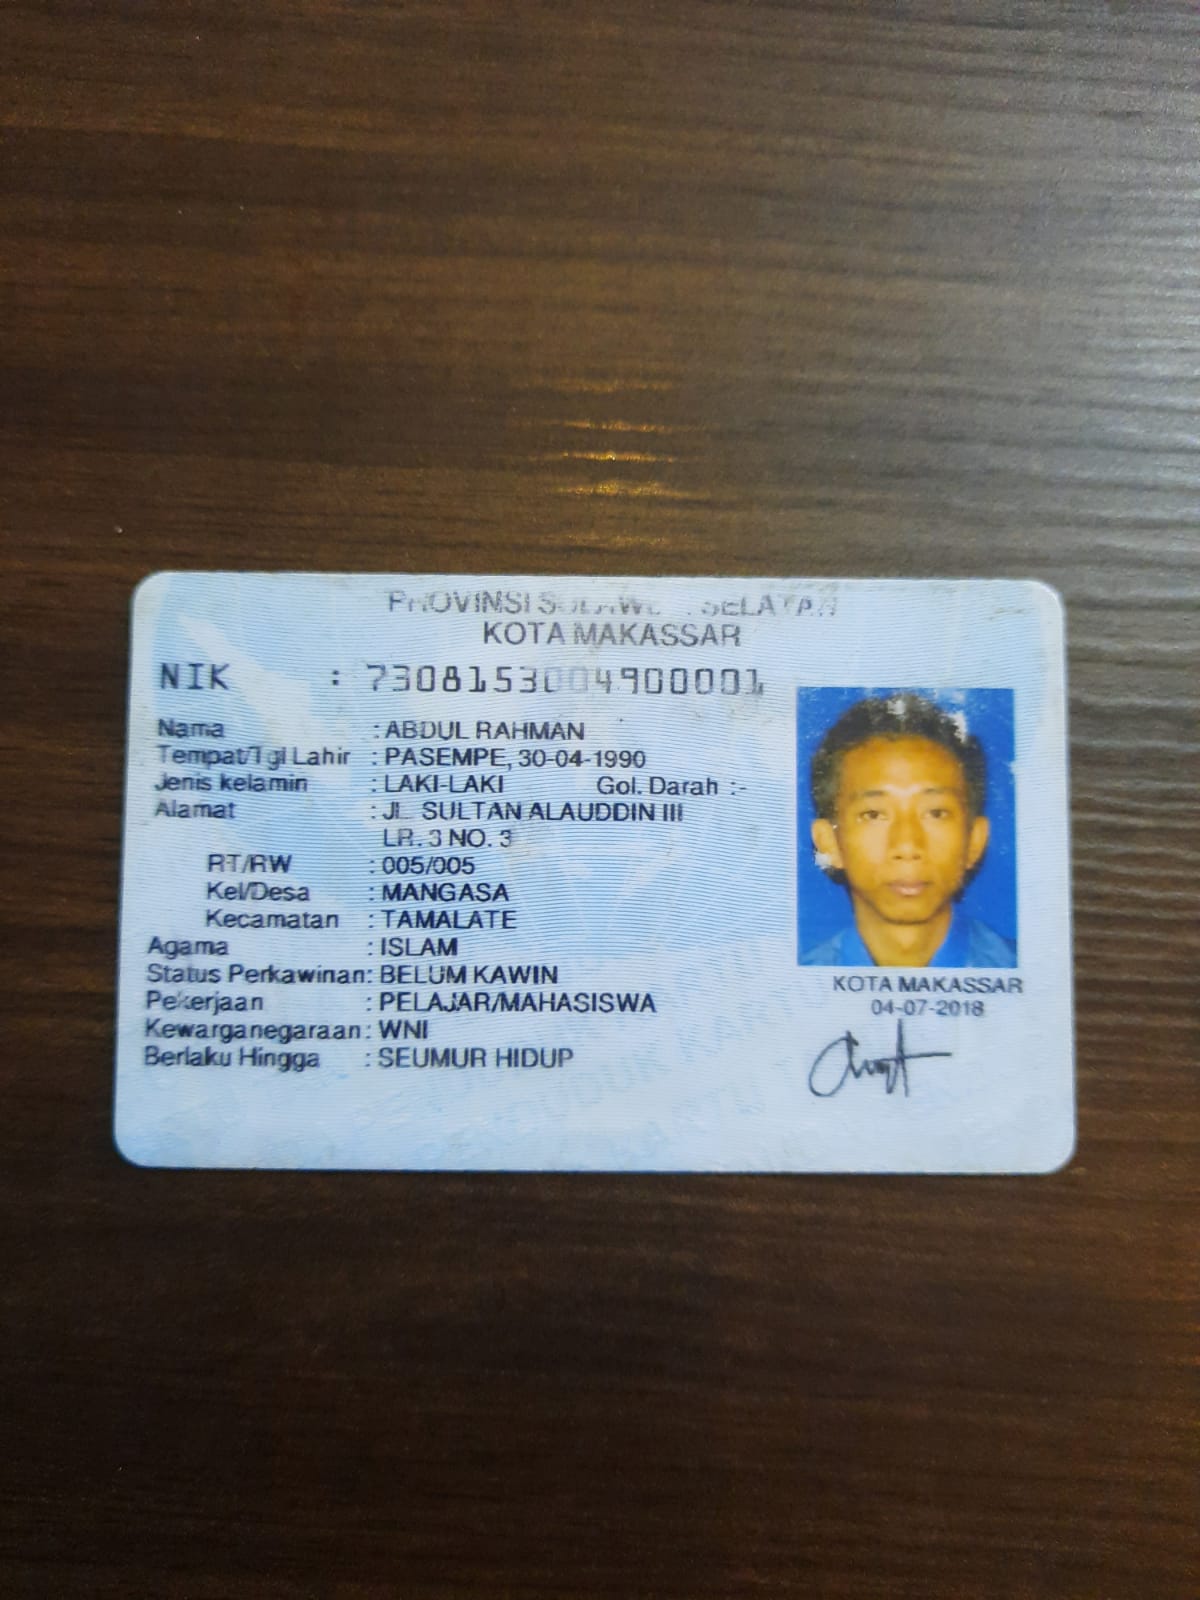 PROVINSI SULAWESI SELATAN
KOTA MAKASSAR
NIK : 7308153004900001
Nama : ABDUL RAHMAN
Tempat/Tgl Lahir : PASEMPE, 30-04-1990
Jenis kelamin : LAKI-LAKI Gol. Darah :-
Alamat : JL. SULTAN ALAUDDIN III
LR. 3 NO. 3
RT/RW : 005/005
Kel/Desa : MANGASA
Kecamatan : TAMALATE
Agama : ISLAM
Status Perkawinan: BELUM KAWIN
Pekerjaan : PELAJAR/MAHASISWA
Kewarganegaraan: WNI
Berlaku Hingga : SEUMUR HIDUP
KOTA MAKASSAR
04-07-2018